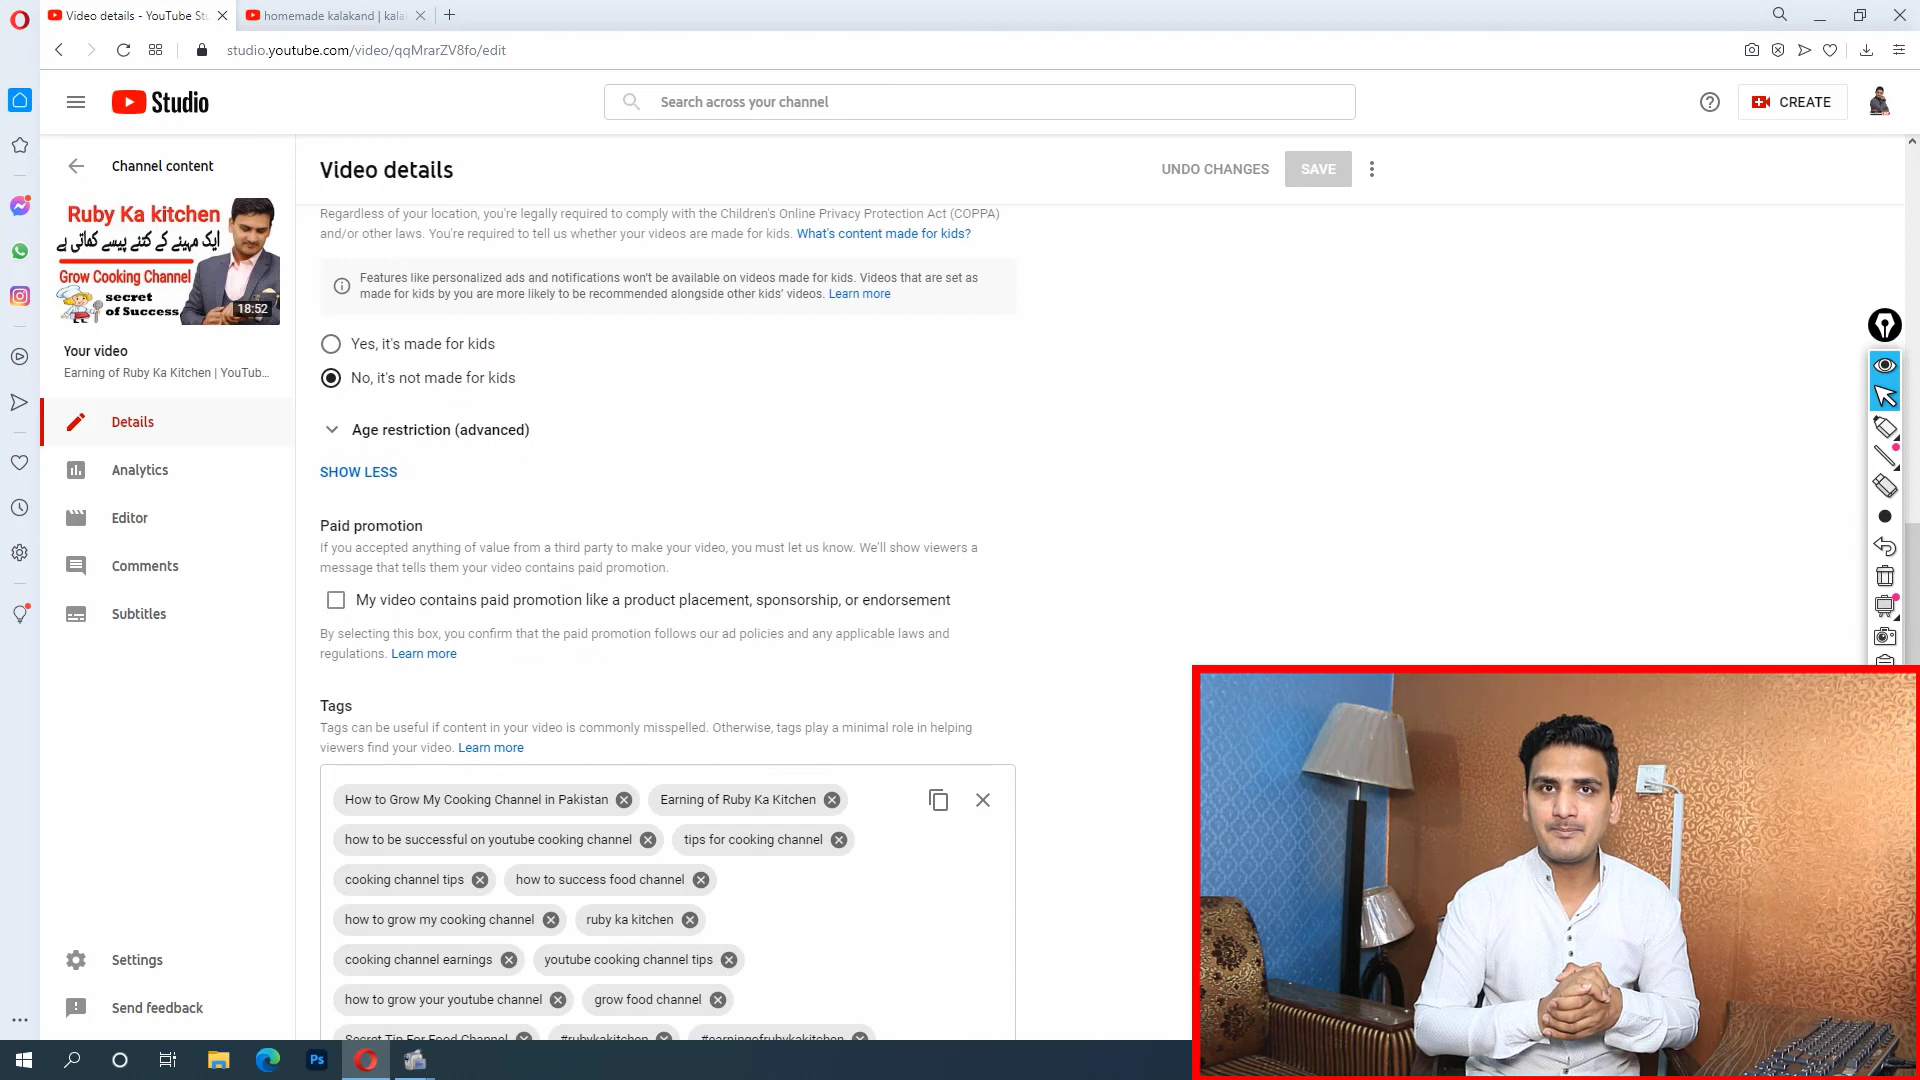 Video details - YouTube Stu
homemade kalakand | kala
studio.youtube.com/video/qqMrarZV8fo/edit
Studio
Search across your channel
CREATE
Channel content
Ruby Ka kitchen
ایک مہینے کے کتنے پیسے کماتی ہے
Grow Cooking Channel
secret
of Success
18:52
Your video
Earning of Ruby Ka Kitchen | YouTub...
Details
Analytics
Editor
Comments
Subtitles
Settings
Send feedback
Video details
UNDO CHANGES
SAVE
Regardless of your location, you're legally required to comply with the Children's Online Privacy Protection Act (COPPA)
and/or other laws. You're required to tell us whether your videos are made for kids. What's content made for kids?
Features like personalized ads and notifications won't be available on videos made for kids. Videos that are set as
made for kids by you are more likely to be recommended alongside other kids' videos. Learn more
Yes, it's made for kids
No, it's not made for kids
Age restriction (advanced)
SHOW LESS
Paid promotion
If you accepted anything of value from a third party to make your video, you must let us know. We'll show viewers a
message that tells them your video contains paid promotion.
My video contains paid promotion like a product placement, sponsorship, or endorsement
By selecting this box, you confirm that the paid promotion follows our ad policies and any applicable laws and
regulations. Learn more
Tags
Tags can be useful if content in your video is commonly misspelled. Otherwise, tags play a minimal role in helping
viewers find your video. Learn more
How to Grow My Cooking Channel in Pakistan
Earning of Ruby Ka Kitchen
how to be successful on youtube cooking channel
tips for cooking channel
cooking channel tips
how to success food channel
how to grow my cooking channel
ruby ka kitchen
cooking channel earnings
youtube cooking channel tips
how to grow your youtube channel
grow food channel
Secret Tip For Food Channel
#rubykakitchen
#earningofrubykakitchen
Ps